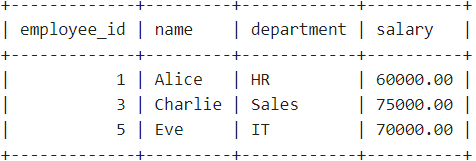 +-------------+---------+------------+----------+
| employee_id | name    | department | salary   |
+-------------+---------+------------+----------+
|           1 | Alice   | HR         | 60000.00 |
|           3 | Charlie | Sales      | 75000.00 |
|           5 | Eve     | IT         | 70000.00 |
+-------------+---------+------------+----------+